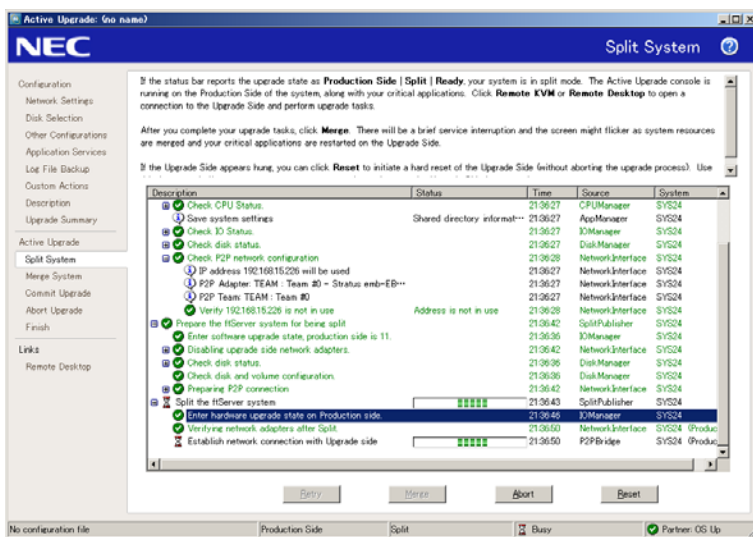 Active Upgrade: (no name)
NEC
Split System
Configuration
Network Settings
Disk Selection
Other Configurations
Application Services
Log File Backup
Custom Actions
Description
Upgrade Summary
Active Upgrade
Split System
Merge System
Commit Upgrade
Abort Upgrade
Finish
Links
Remote Desktop
If the status bar reports the upgrade state as Production Side | Split | Ready, your system is in split mode. The Active Upgrade console is
running on the Production Side of the system, along with your critical applications. Click Remote KVM or Remote Desktop to open a
connection to the Upgrade Side and perform upgrade tasks.
After you complete your upgrade tasks, click Merge. There will be a brief service interruption and the screen might flicker as system resources
are merged and your critical applications are restarted on the Upgrade Side.
If the Upgrade Side appears hung, you can click Reset to initiate a hard reset of the Upgrade Side (without aborting the upgrade process). Use
Description Status Time Source System
Check CPU Status. 21:36:27 CPUManager SYS24
Save system settings Shared directory informat... 21:36:27 AppManager SYS24
Check IO Status. 21:36:27 IOManager SYS24
Check disk status. 21:36:27 DiskManager SYS24
Check P2P network configuration 21:36:28 NetworkInterface SYS24
IP address 192.168.15.226 will be used 21:36:27 NetworkInterface SYS24
P2P Adapter: TEAM : Team #0 - Stratus emb-EB... 21:36:27 NetworkInterface SYS24
P2P Team: TEAM : Team #0 21:36:27 NetworkInterface SYS24
Verify 192.168.15.226 is not in use Address is not in use 21:36:28 NetworkInterface SYS24
Prepare the ftServer system for being split 21:36:42 SplitPublisher SYS24
Enter software upgrade state, production side is 11. 21:36:36 IOManager SYS24
Disabling upgrade side network adapters. 21:36:42 NetworkInterface SYS24
Check disk status. 21:36:36 DiskManager SYS24
Check disk and volume configuration. 21:36:36 DiskManager SYS24
Preparing P2P connection 21:36:42 NetworkInterface SYS24
Split the ftServer system 21:36:43 SplitPublisher SYS24
Enter hardware upgrade state on Production side. 21:36:46 IOManager SYS24
Verifying network adapters after Split. 21:36:50 NetworkInterface SYS24 (Produc
Establish network connection with Upgrade side 21:36:50 P2PBridge SYS24 (Produc
Retry Merge Abort Reset
No configuration file Production Side Split Busy Partner: OS Up